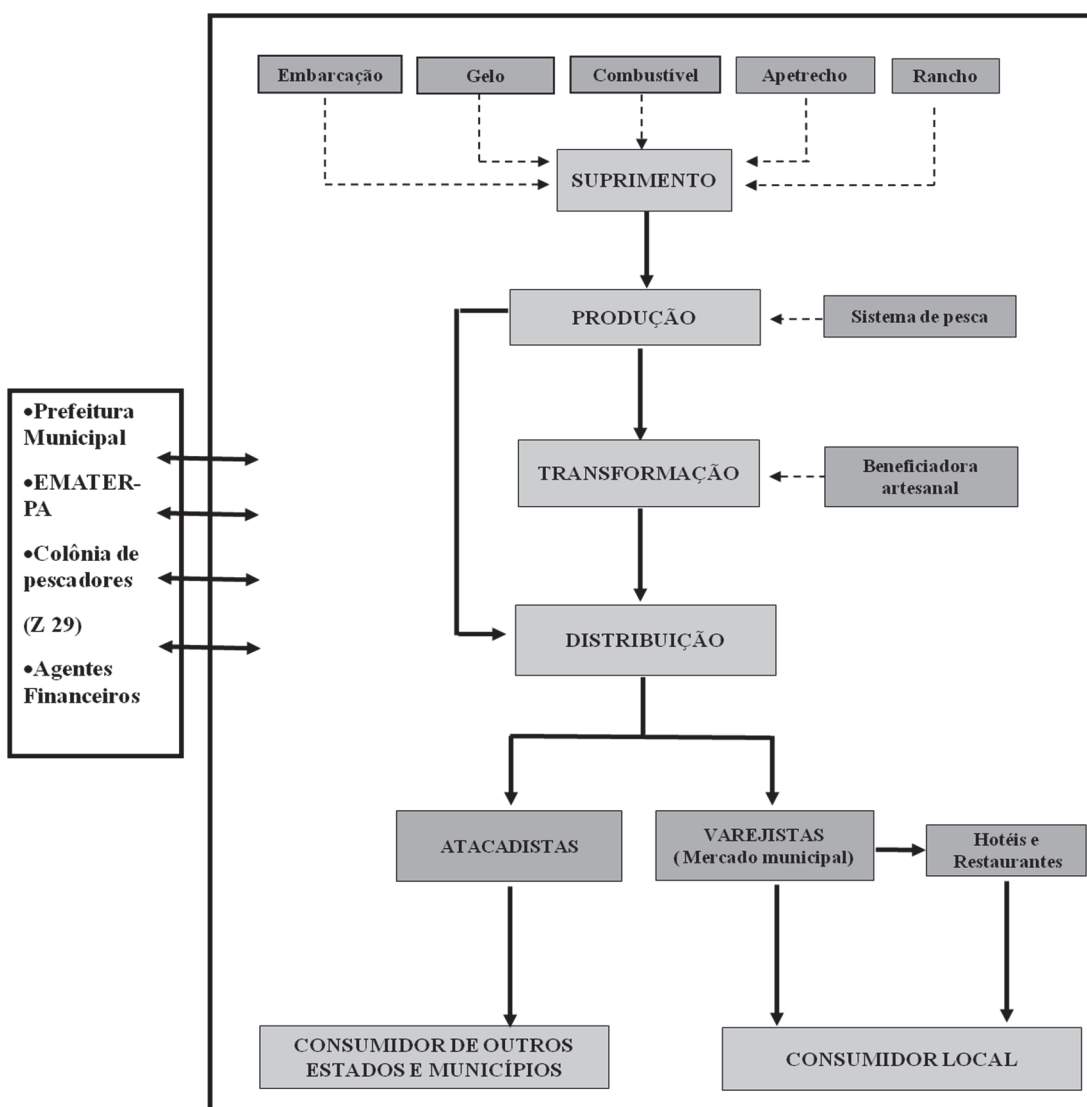 Embarcação
Gelo
Combustível
Apetrecho
Rancho
SUPRIMENTO
PRODUÇÃO
Sistema de pesca
•Prefeitura
Municipal
•EMATER-
PA
•Colônia de
pescadores
(Z 29)
•Agentes
Financeiros
TRANSFORMAÇÃO
Beneficiadora
artesanal
DISTRIBUIÇÃO
ATACADISTAS
VAREJISTAS
( Mercado municipal)
Hotéis e
Restaurantes
CONSUMIDOR DE OUTROS
ESTADOS E MUNICÍPIOS
CONSUMIDOR LOCAL